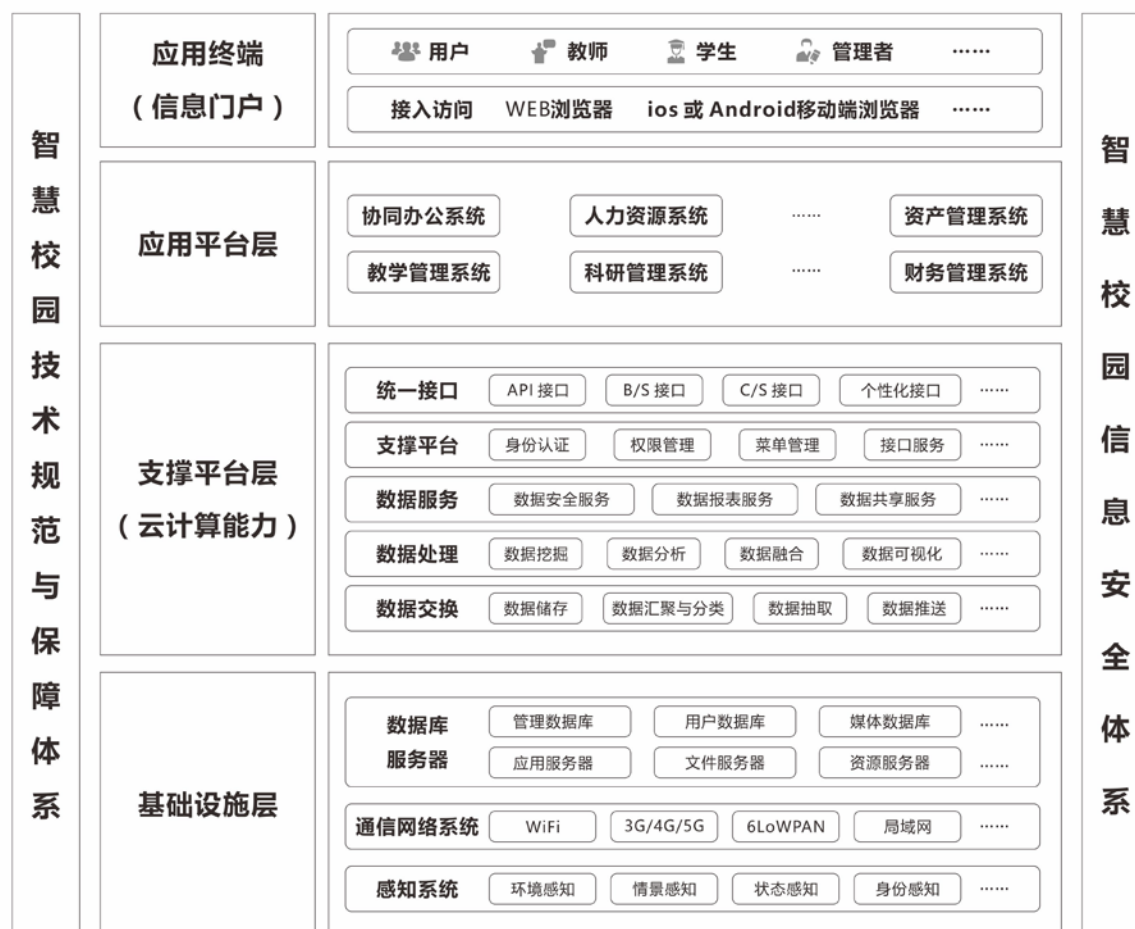 智慧校园技术规范与保障体系
应用终端
（信息门户）
用户 教师 学生 管理者 ……
接入访问 WEB浏览器 ios 或 Android移动端浏览器 ……
应用平台层
协同办公系统 人力资源系统 …… 资产管理系统
教学管理系统 科研管理系统 …… 财务管理系统
支撑平台层
（云计算能力）
统一接口 API 接口 B/S 接口 C/S 接口 个性化接口 ……
支撑平台 身份认证 权限管理 菜单管理 接口服务 ……
数据服务 数据安全服务 数据报表服务 数据共享服务 ……
数据处理 数据挖掘 数据分析 数据融合 数据可视化 ……
数据交换 数据储存 数据汇聚与分类 数据抽取 数据推送 ……
基础设施层
数据库 管理数据库 用户数据库 媒体数据库 ……
服务器 应用服务器 文件服务器 资源服务器 ……
通信网络系统 WiFi 3G/4G/5G 6LoWPAN 局域网 ……
感知系统 环境感知 情景感知 状态感知 身份感知 ……
智慧校园信息安全体系